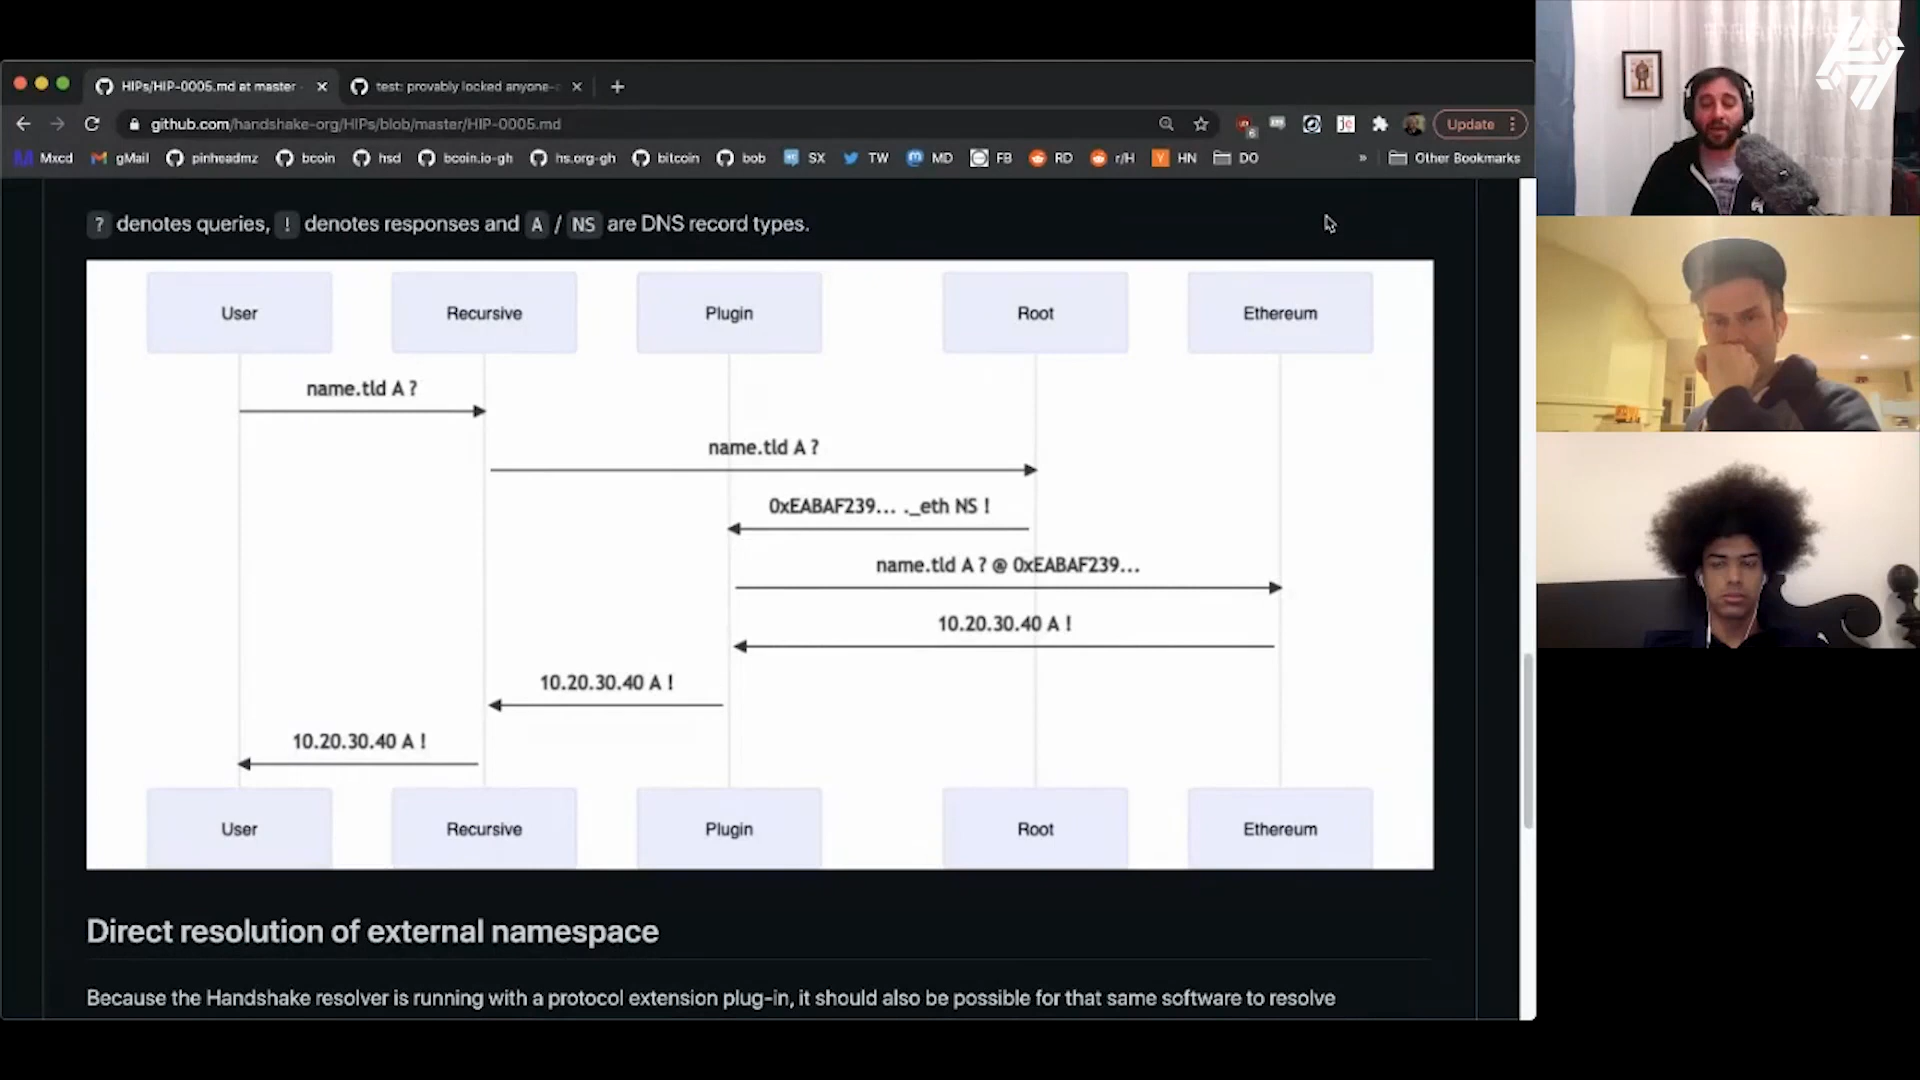 HIPs/HIP-0005.md at master
test: provably locked anyone-
github.com/handshake-org/HIPs/blob/master/HIP-0005.md
Update
Mxcd gMail pinheadmz bcoin hsd bcoin.io-gh hs.org-gh bitcoin bob SX TW MD FB RD r/H HN DO » Other Bookmarks
? denotes queries, ! denotes responses and A / NS are DNS record types.
User Recursive Plugin Root Ethereum
name.tld A ?
name.tld A ?
0xEABAF239... ._eth NS !
name.tld A ? @ 0xEABAF239...
10.20.30.40 A !
10.20.30.40 A !
10.20.30.40 A !
User Recursive Plugin Root Ethereum
Direct resolution of external namespace
Because the Handshake resolver is running with a protocol extension plug-in, it should also be possible for that same software to resolve